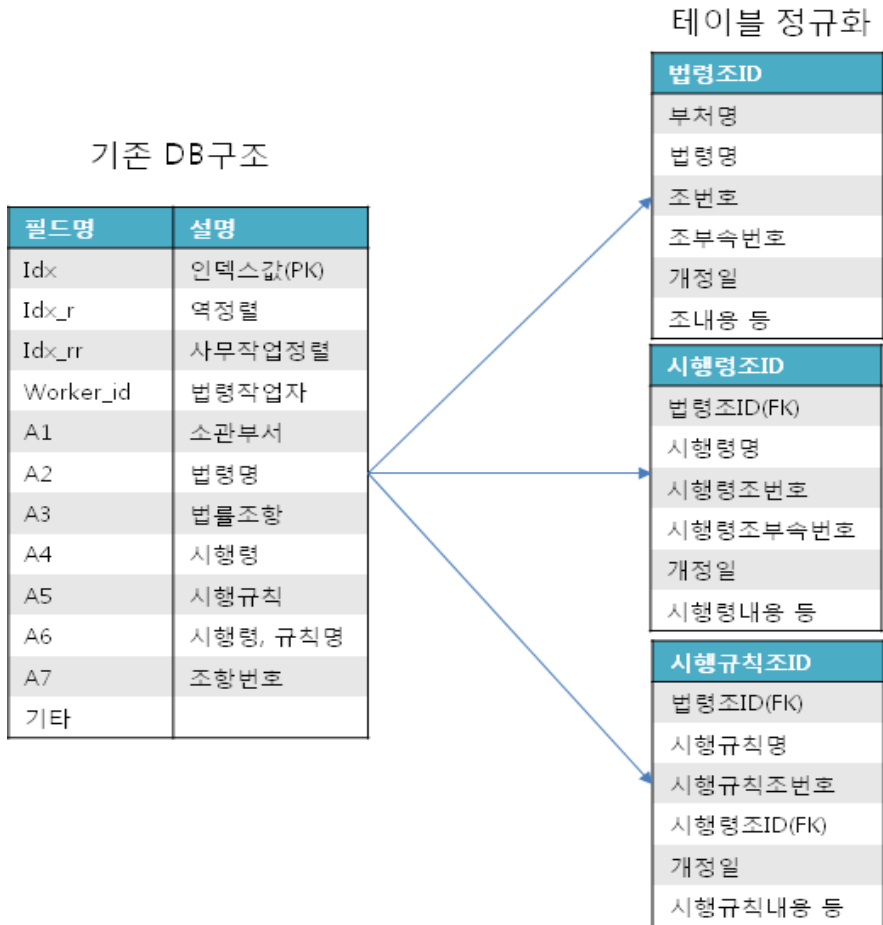 테이블 정규화
기존 DB구조
필드명 설명
Idx 인덱스값(PK)
Idx_r 역정렬
Idx_rr 사무작업정렬
Worker_id 법령작업자
A1 소관부서
A2 법령명
A3 법률조항
A4 시행령
A5 시행규칙
A6 시행령, 규칙명
A7 조항번호
기타
법령조ID
부처명
법령명
조번호
조부속번호
개정일
조내용 등
시행령조ID
법령조ID(FK)
시행령명
시행령조번호
시행령조부속번호
개정일
시행령내용 등
시행규칙조ID
법령조ID(FK)
시행규칙명
시행규칙조번호
시행령조ID(FK)
개정일
시행규칙내용 등